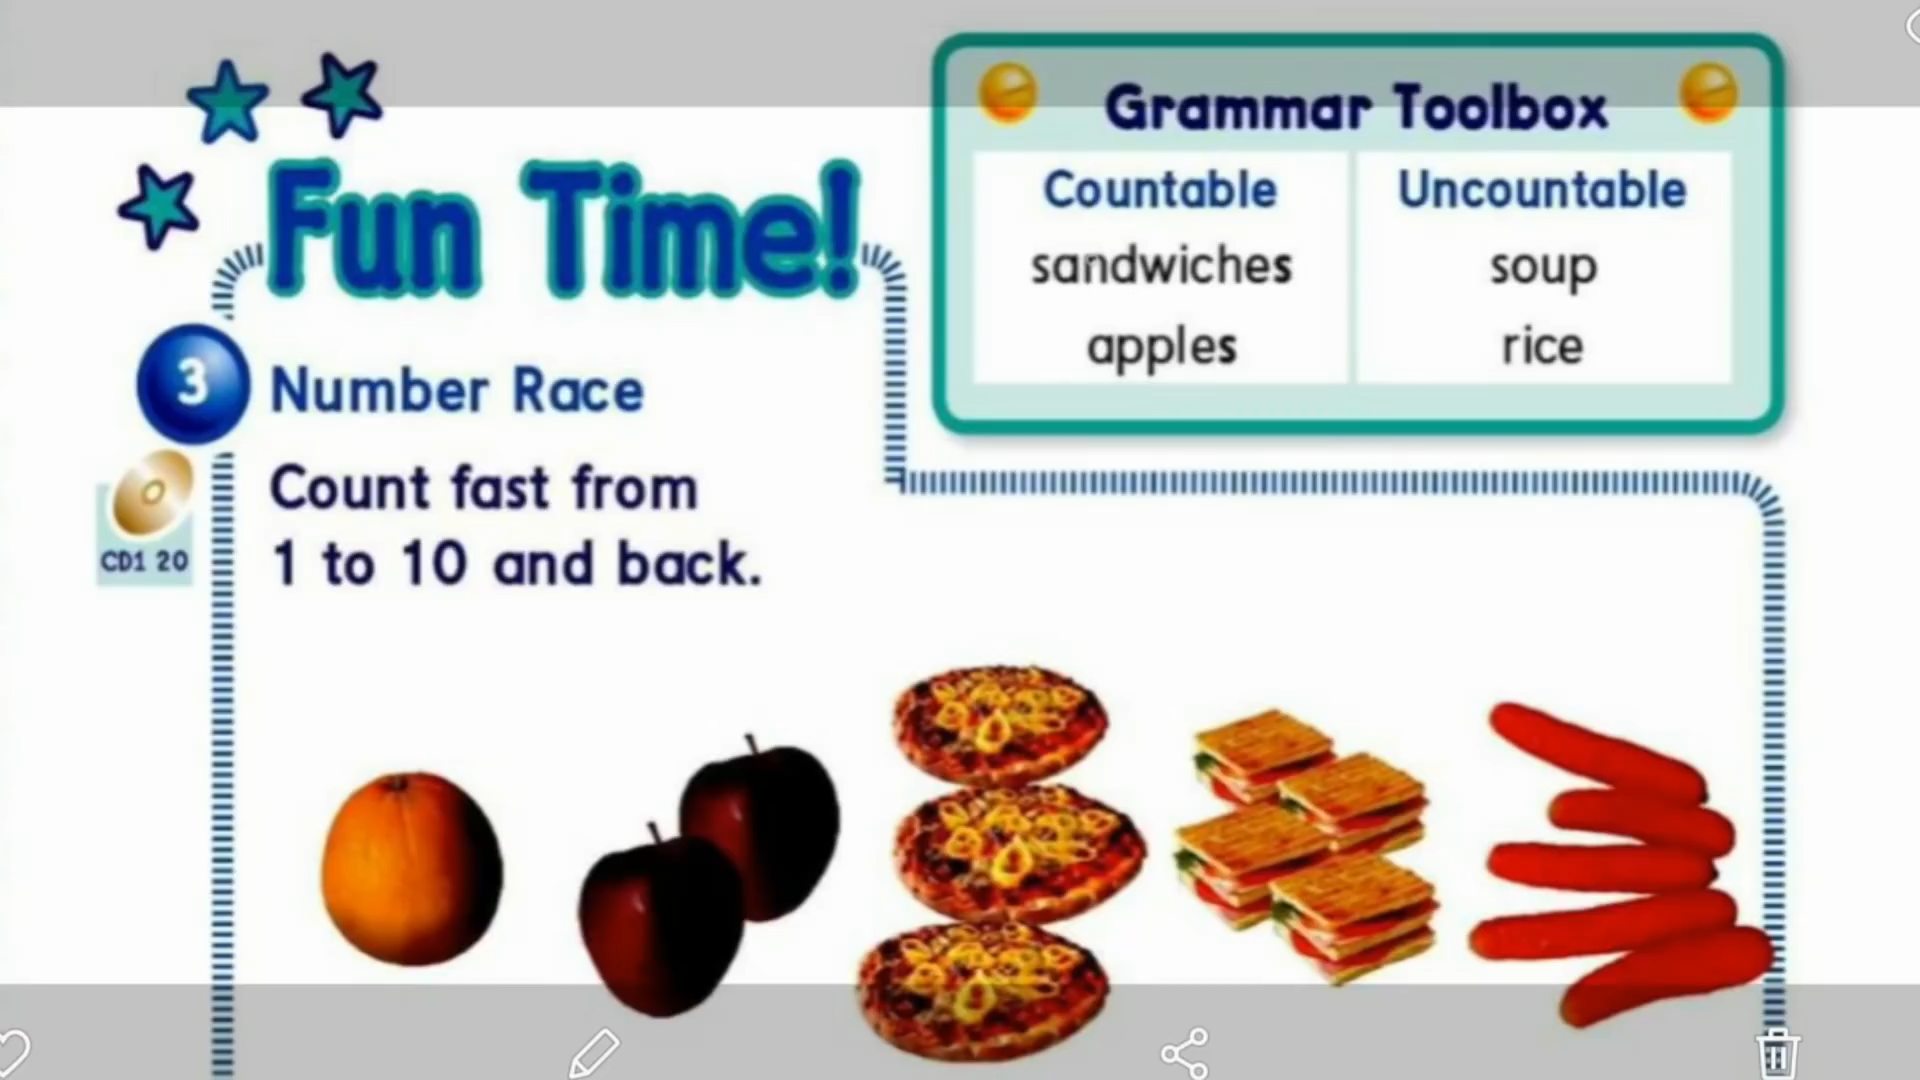 Fun Time!
3 Number Race
CD1 20
Count fast from
1 to 10 and back.
Grammar Toolbox
Countable Uncountable
sandwiches soup
apples rice